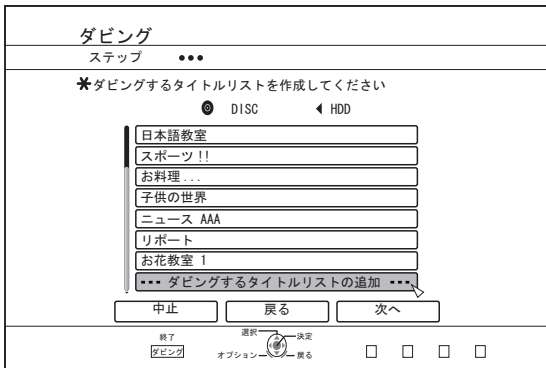 ダビング
ステップ •••
*ダビングするタイトルリストを作成してください
DISC ◀ HDD
日本語教室
スポーツ !!
お料理...
子供の世界
ニュース AAA
リポート
お花教室 1
••• ダビングするタイトルリストの追加 •••
中止 戻る 次へ
終了 選択 決定
ダビング オプション 戻る